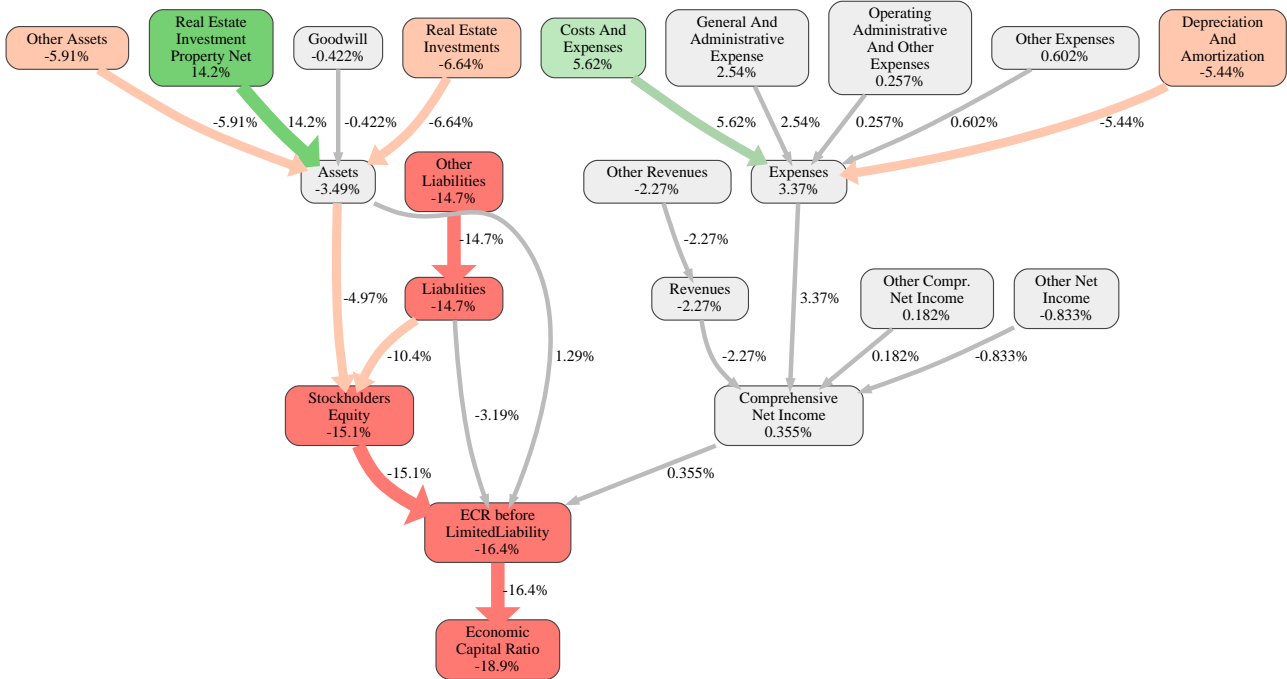 Other Assets
-5.91%
Real Estate
Investment
Property Net
14.2%
Goodwill
-0.422%
Real Estate
Investments
-6.64%
Costs And
Expenses
5.62%
General And
Administrative
Expense
2.54%
Operating
Administrative
And Other
Expenses
0.257%
Other Expenses
0.602%
Depreciation
And
Amortization
-5.44%
-5.91%
14.2%
-0.422%
-6.64%
5.62%
2.54%
0.257%
0.602%
-5.44%
Assets
-3.49%
Other
Liabilities
-14.7%
Other Revenues
-2.27%
Expenses
3.37%
-14.7%
-2.27%
-4.97%
Liabilities
-14.7%
Revenues
-2.27%
3.37%
Other Compr.
Net Income
0.182%
Other Net
Income
-0.833%
-10.4%
1.29%
-2.27%
0.182%
-0.833%
Stockholders
Equity
-15.1%
-3.19%
Comprehensive
Net Income
0.355%
-15.1%
0.355%
ECR before
LimitedLiability
-16.4%
-16.4%
Economic
Capital Ratio
-18.9%